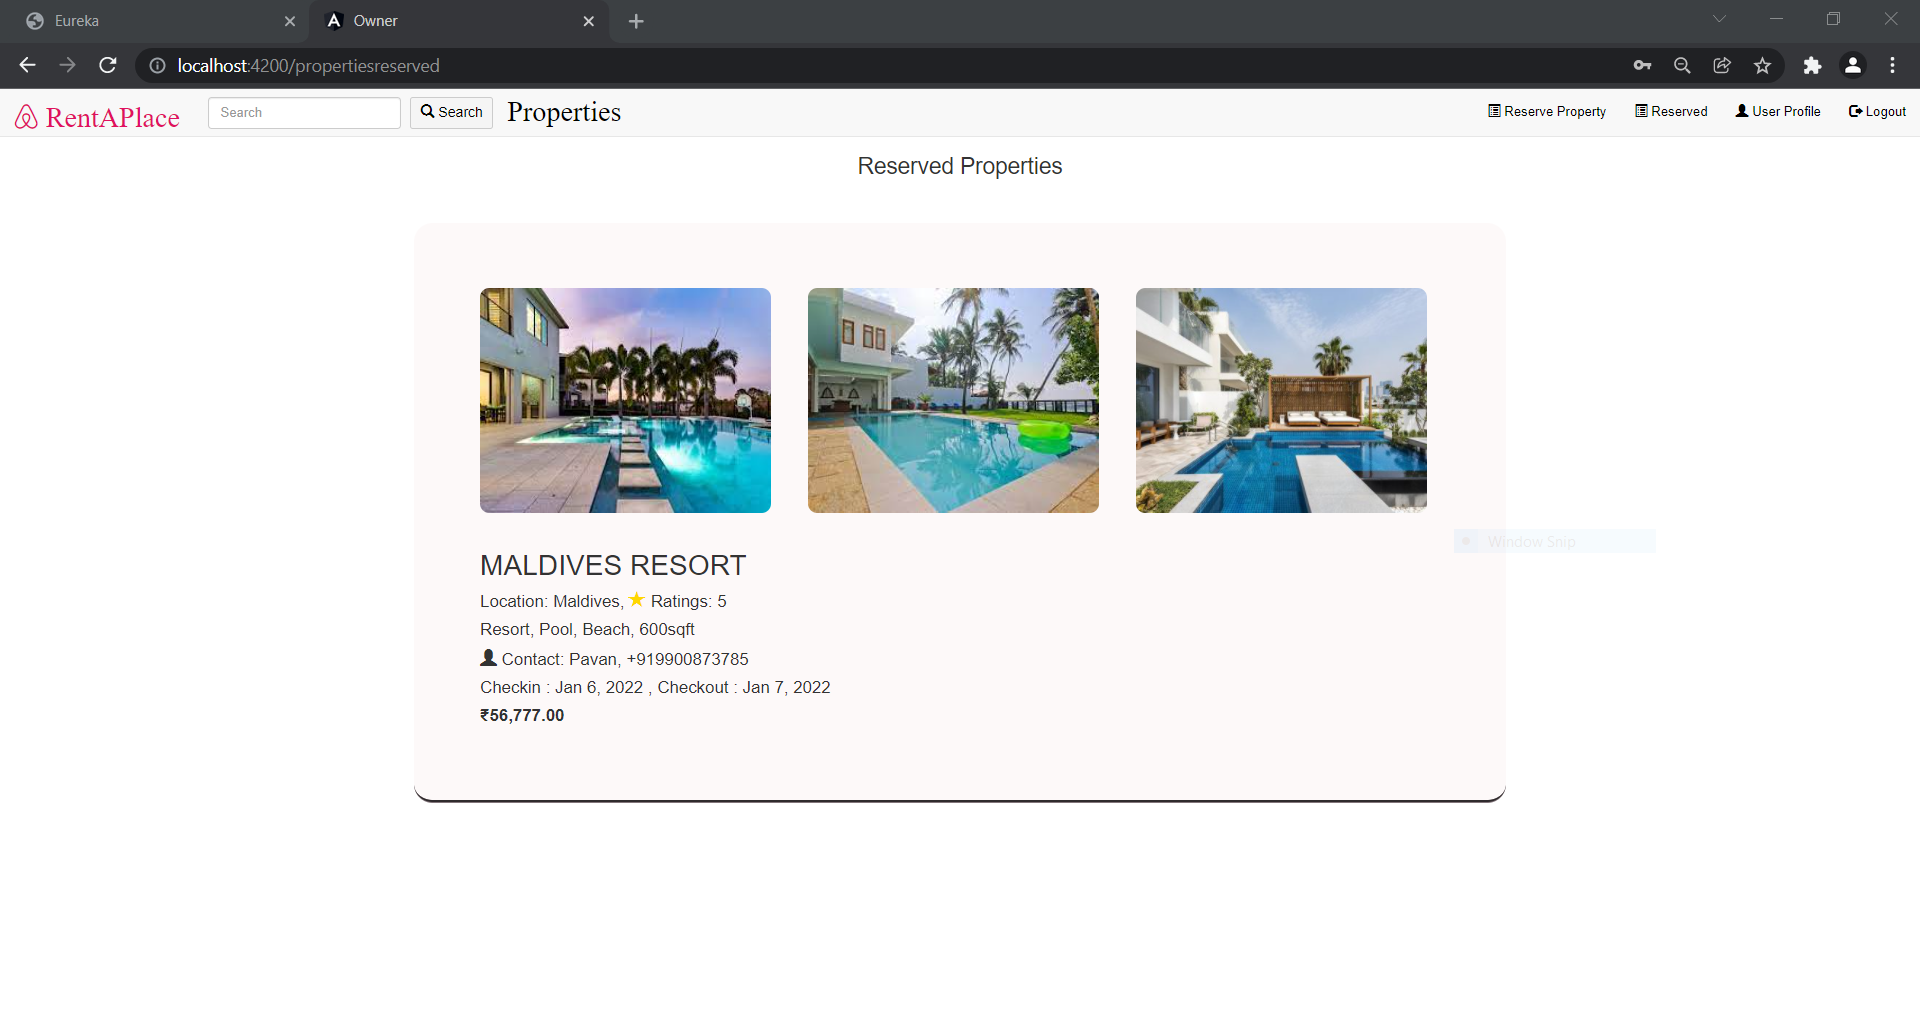 Eureka
Owner
localhost:4200/propertiesreserved
RentAPlace
Search
Search
Properties
Reserve Property
Reserved
User Profile
Logout
Reserved Properties
Window Snip
MALDIVES RESORT
Location: Maldives, ★ Ratings: 5
Resort, Pool, Beach, 600sqft
Contact: Pavan, +919900873785
Checkin : Jan 6, 2022 , Checkout : Jan 7, 2022
₹56,777.00